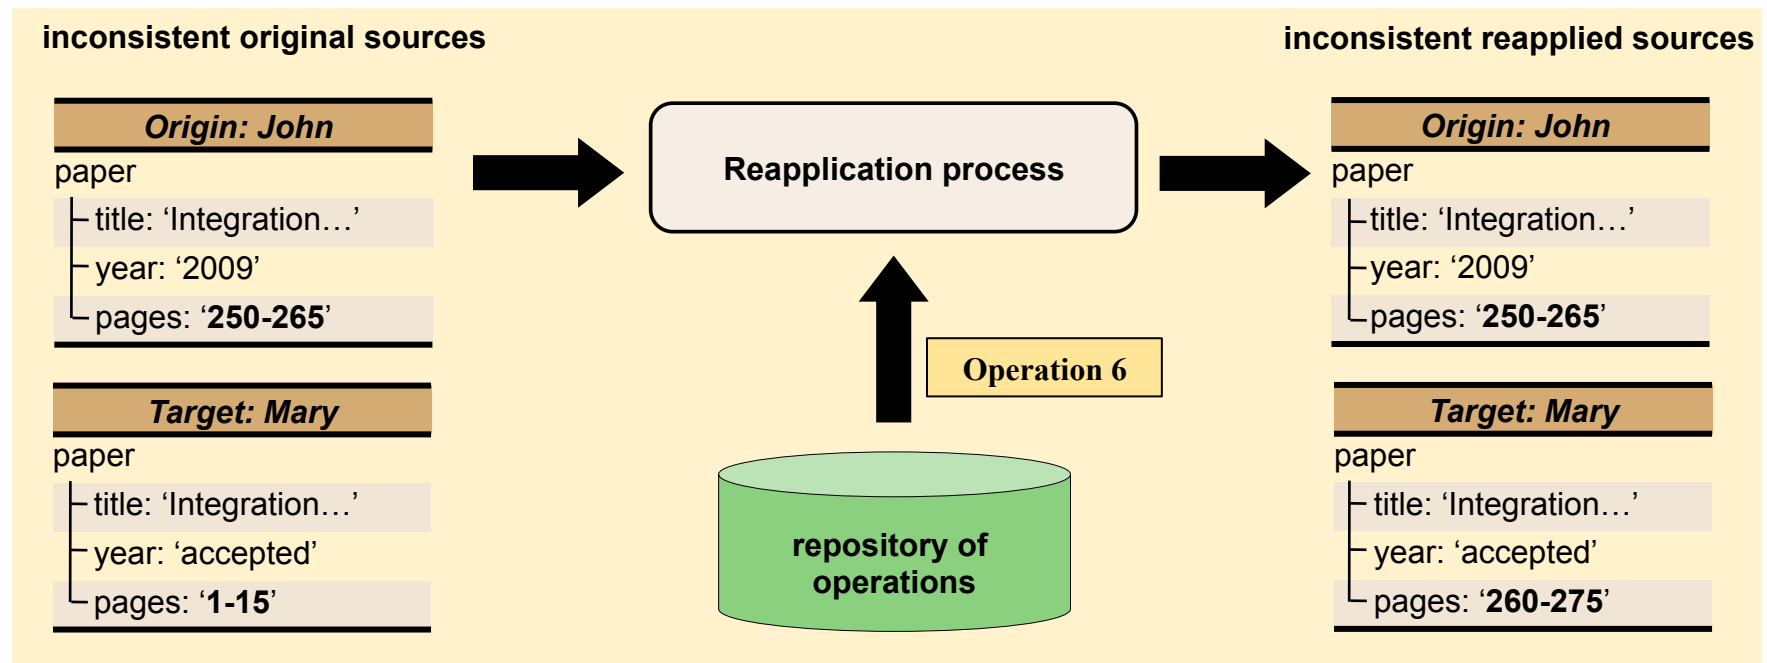 inconsistent original sources
Origin: John
paper
title: ‘Integration…’
year: ‘2009’
pages: ‘250-265’
Target: Mary
paper
title: ‘Integration…’
year: ‘accepted’
pages: ‘1-15’
Reapplication process
Operation 6
repository of
operations
inconsistent reapplied sources
Origin: John
paper
title: ‘Integration…’
year: ‘2009’
pages: ‘250-265’
Target: Mary
paper
title: ‘Integration…’
year: ‘accepted’
pages: ‘260-275’